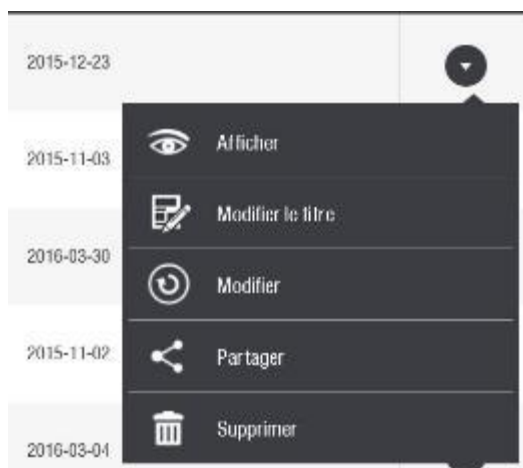 2015-12-23
Afficher
2015-11-03
Modifier le titre
2016-03-30
Modifier
2015-11-02
Partager
Supprimer
2016-03-04